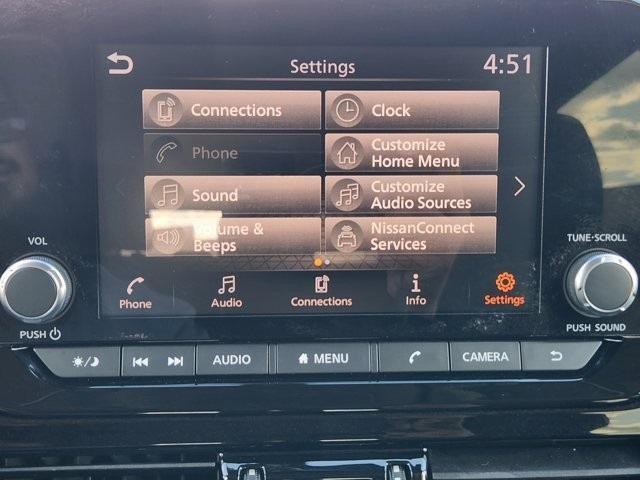 Settings
4:51
Connections
Clock
Phone
Customize
Home Menu
Sound
Customize
Audio Sources
Volume &
Beeps
NissanConnect
Services
Phone
Audio
Connections
Info
Settings
VOL
TUNE·SCROLL
PUSH
PUSH SOUND
AUDIO
MENU
CAMERA